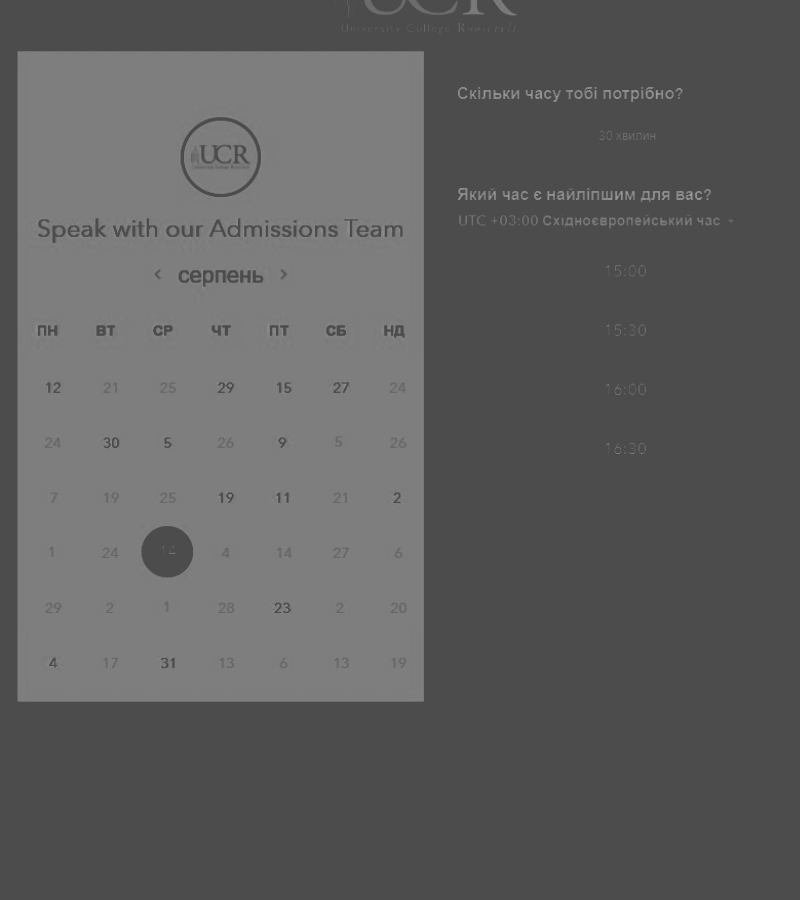 UCR
University College Roosevelt
UCR
Speak with our Admissions Team
‹ серпень ›
ПН ВТ СР ЧТ ПТ СБ НД
12 21 25 29 15 27 24
24 30 5 26 9 5 26
7 19 25 19 11 21 2
1 24 14 4 14 27 6
29 2 1 28 23 2 20
4 17 31 13 6 13 19
Скільки часу тобі потрібно?
30 хвилин
Який час є найліпшим для вас?
UTC +03:00 Східноєвропейський час
15:00
15:30
16:00
16:30